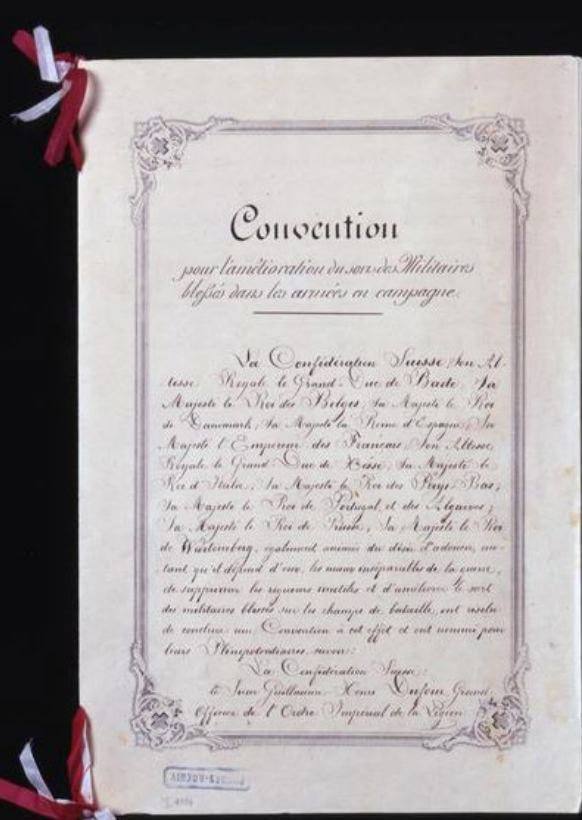 Convention
pour l'amélioration du sort des Militaires
blessés dans les armées en campagne.
La Confédération Suisse, Son Al-
tesse Royale le Grand-Duc de Bade, Sa
Majesté le Roi des Belges, Sa Majesté le Roi
de Danemark, Sa Majesté la Reine d'Espagne, Sa
Majesté l'Empereur des Français, Son Altesse
Royale le Grand-Duc de Hesse, Sa Majesté le
Roi d'Italie, Sa Majesté le Roi des Pays-Bas,
Sa Majesté le Roi de Portugal et des Algarves,
Sa Majesté le Roi de Prusse, Sa Majesté le Roi
de Wurtemberg, également animés du désir d'adoucir, au-
tant qu'il dépend d'eux, les maux inséparables de la guerre,
de supprimer les rigueurs inutiles et d'améliorer le sort
des militaires blessés sur les champs de bataille, ont résolu
de conclure une Convention à cet effet et ont nommé pour
leurs Plénipotentiaires, savoir:
La Confédération Suisse:
le Sieur Guillaume Henri Dufour, Grand
Officier de l'Ordre Impérial de la Légion